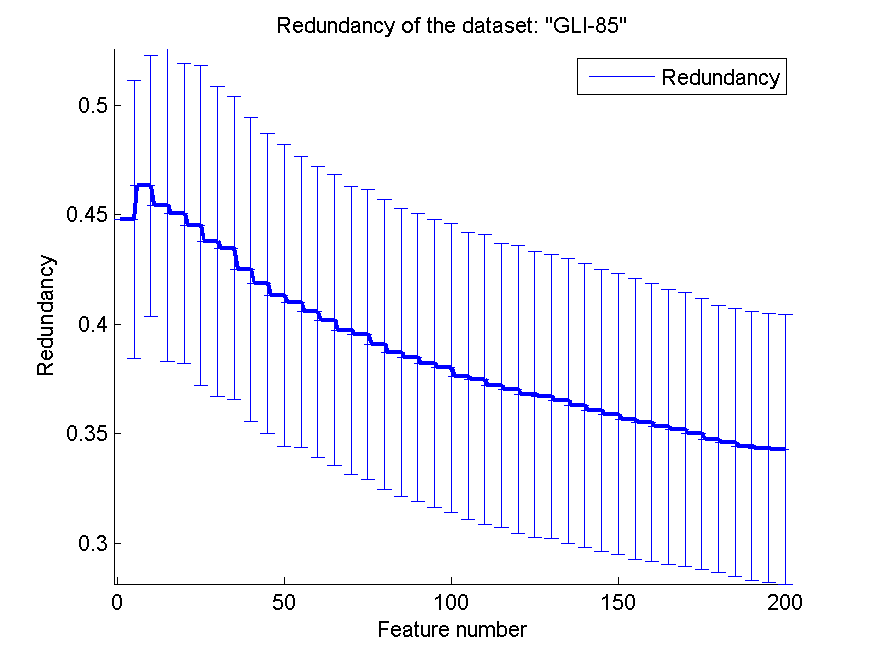 Redundancy of the dataset: "GLI-85"
Redundancy
0.5
0.45
0.4
0.35
0.3
Redundancy
0 50 100 150 200
Feature number